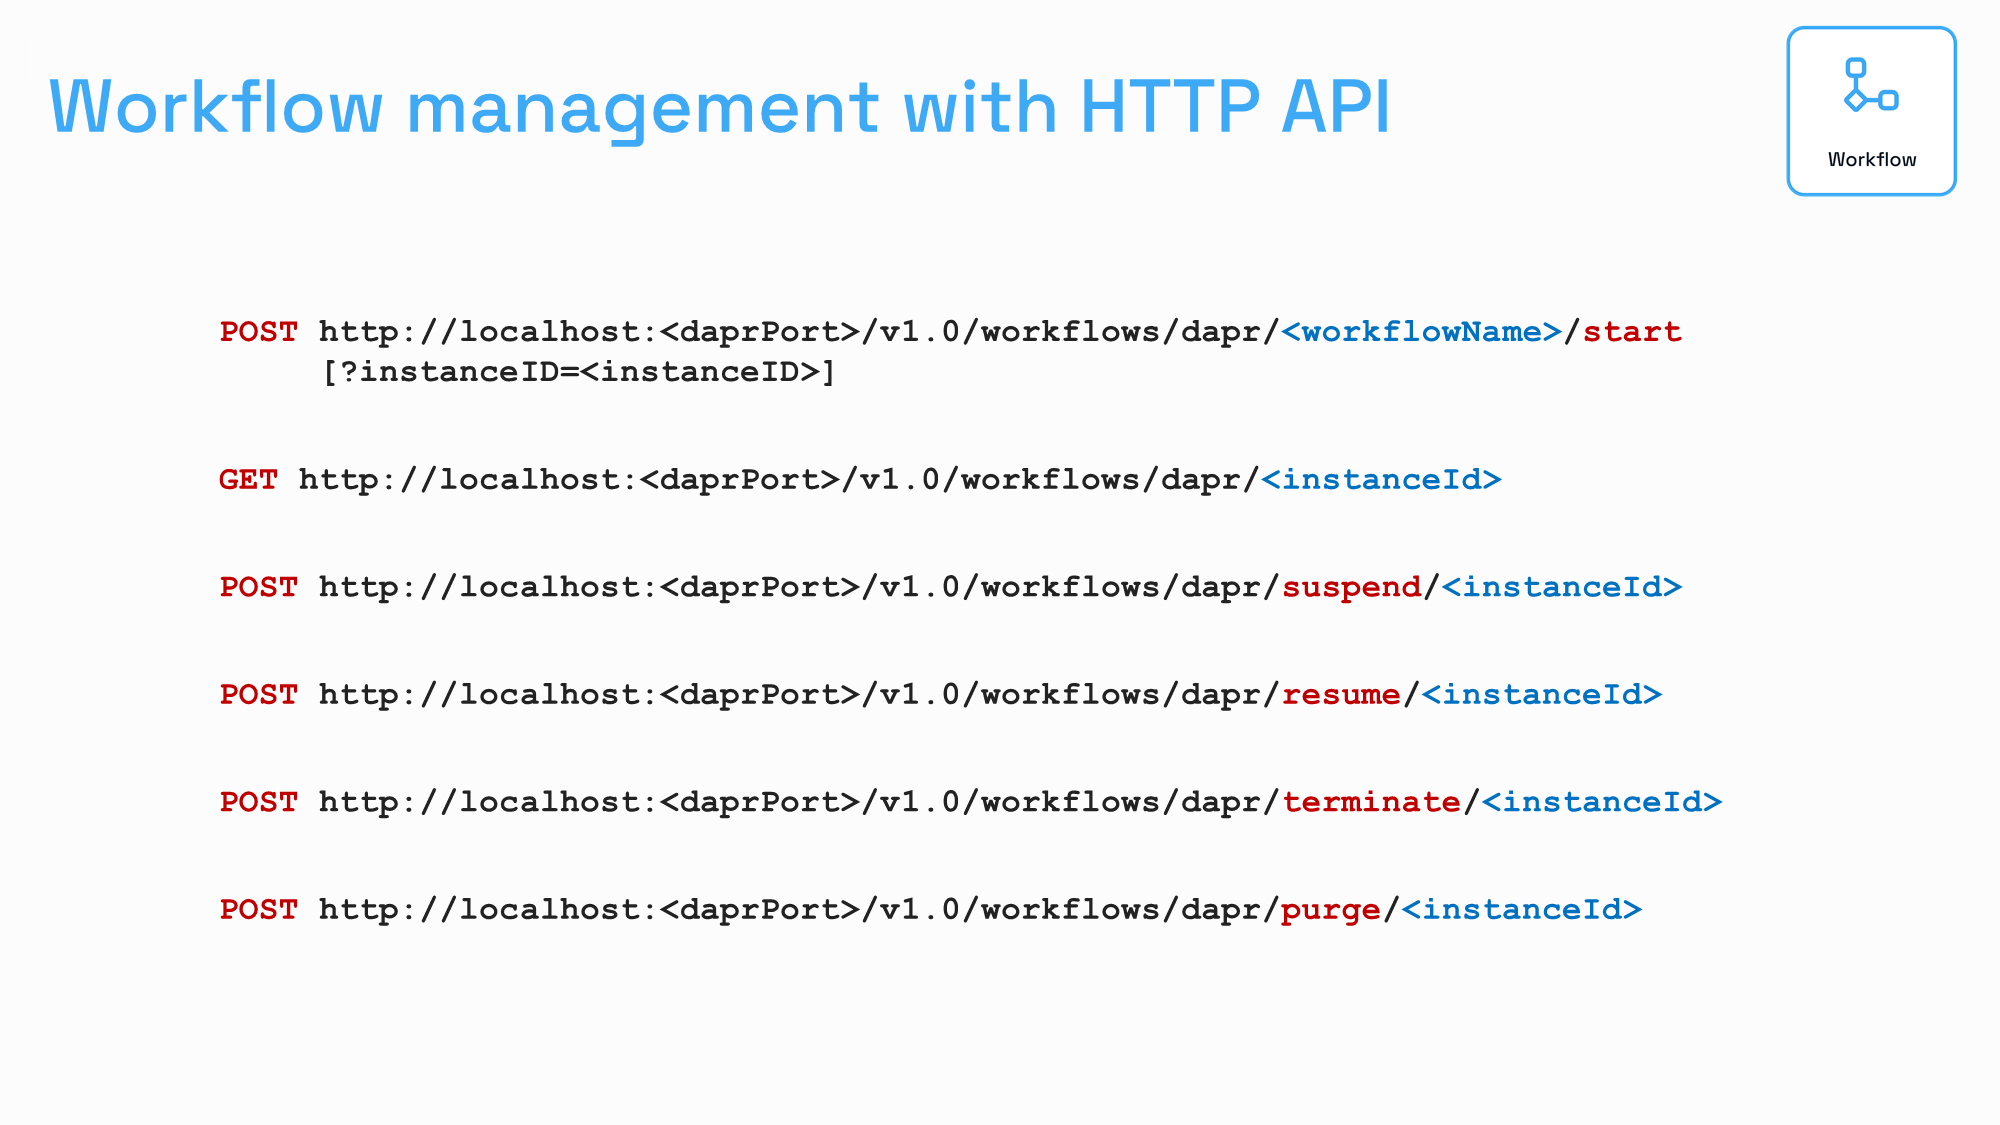 Workflow management with HTTP API
Workflow
POST http://localhost:<daprPort>/v1.0/workflows/dapr/<workflowName>/start
[?instanceID=<instanceID>]
GET http://localhost:<daprPort>/v1.0/workflows/dapr/<instanceId>
POST http://localhost:<daprPort>/v1.0/workflows/dapr/suspend/<instanceId>
POST http://localhost:<daprPort>/v1.0/workflows/dapr/resume/<instanceId>
POST http://localhost:<daprPort>/v1.0/workflows/dapr/terminate/<instanceId>
POST http://localhost:<daprPort>/v1.0/workflows/dapr/purge/<instanceId>